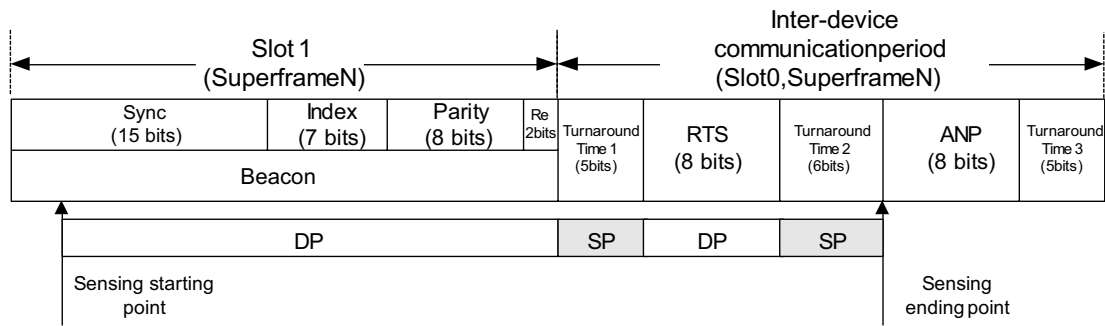 Slot 1
(SuperframeN)
Inter-device
communicationperiod
(Slot0,SuperframeN)
Sync
(15 bits)
Index
(7 bits)
Parity
(8 bits)
Re
2bits
Turnaround
Time 1
(5bits)
RTS
(8 bits)
Turnaround
Time 2
(6bits)
ANP
(8 bits)
Turnaround
Time 3
(5bits)
Beacon
DP
SP
DP
SP
Sensing starting
point
Sensing
ending point